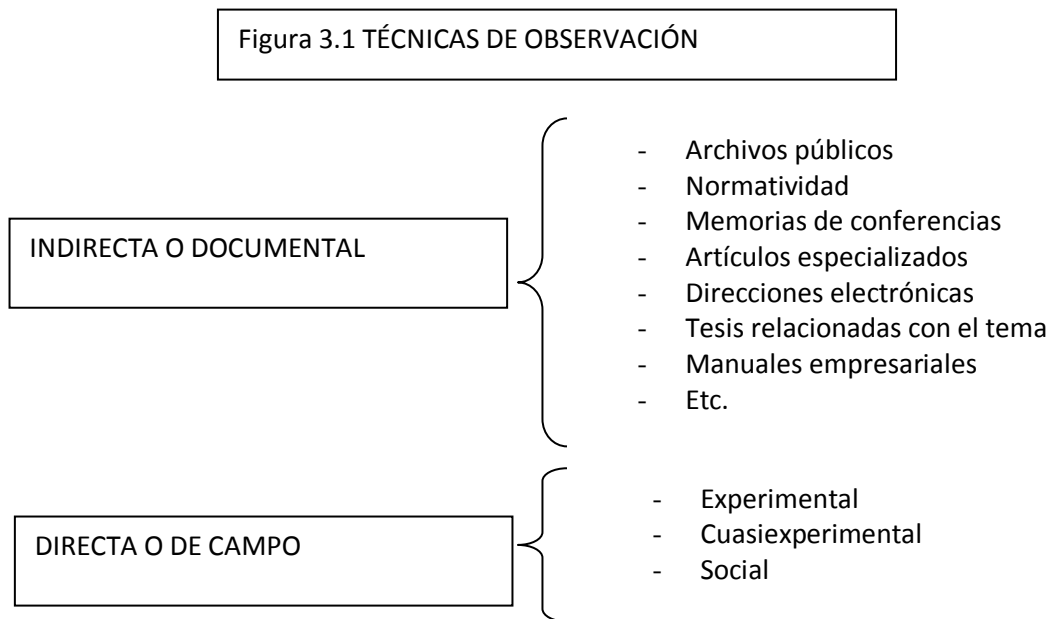 Figura 3.1 TÉCNICAS DE OBSERVACIÓN
INDIRECTA O DOCUMENTAL
- Archivos públicos
- Normatividad
- Memorias de conferencias
- Artículos especializados
- Direcciones electrónicas
- Tesis relacionadas con el tema
- Manuales empresariales
- Etc.
DIRECTA O DE CAMPO
- Experimental
- Cuasiexperimental
- Social